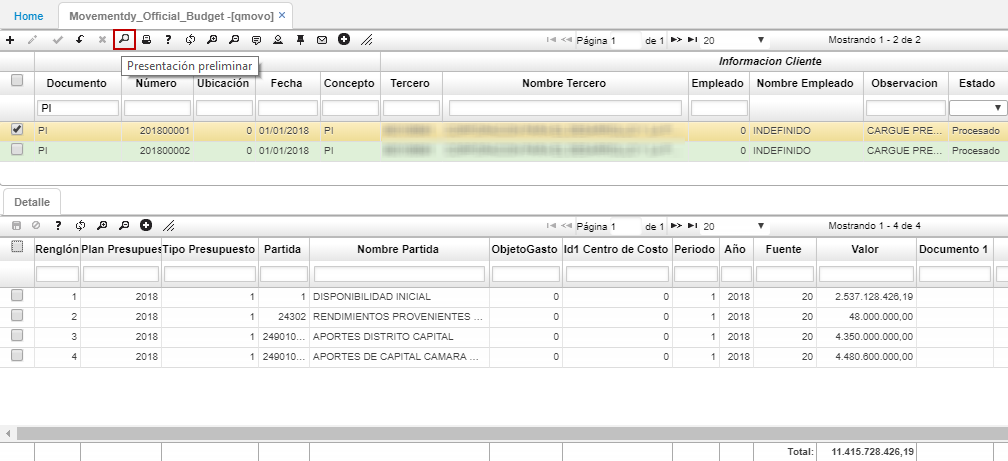 Home Movementdy_Official_Budget -[qmovo] ×
Página 1 de 1 20 Mostrando 1 - 2 de 2
Presentación preliminar
Informacion Cliente
Documento Número Ubicación Fecha Concepto Tercero Nombre Tercero Empleado Nombre Empleado Observacion Estado
PI
PI 201800001 0 01/01/2018 PI 0 INDEFINIDO CARGUE PRE... Procesado
PI 201800002 0 01/01/2018 PI 0 INDEFINIDO CARGUE PRE... Procesado
Detalle
Página 1 de 1 20 Mostrando 1 - 4 de 4
Renglón Plan Presupues Tipo Presupuesto Partida Nombre Partida ObjetoGasto Id1 Centro de Costo Periodo Año Fuente Valor Documento 1
1 2018 1 1 DISPONIBILIDAD INICIAL 0 0 1 2018 20 2.537.128.426,19
2 2018 1 24302 RENDIMIENTOS PROVENIENTES ... 0 0 1 2018 20 48.000.000,00
3 2018 1 249010... APORTES DISTRITO CAPITAL 0 0 1 2018 20 4.350.000.000,00
4 2018 1 249010... APORTES DE CAPITAL CAMARA ... 0 0 1 2018 20 4.480.600.000,00
Total: 11.415.728.426,19